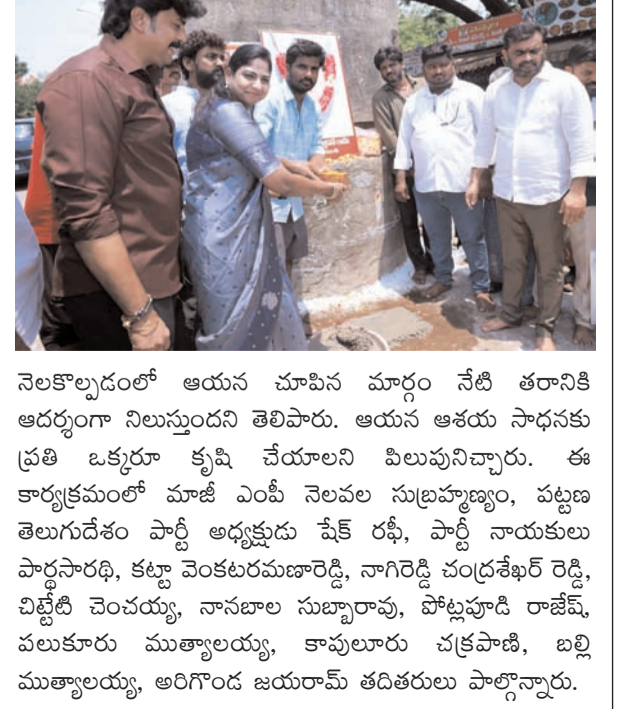 నెలకొల్పడంలో ఆయన చూపిన మార్గం నేటి తరానికి
ఆదర్శంగా నిలుస్తుందని తెలిపారు. ఆయన ఆశయ సాధనకు
ప్రతి ఒక్కరూ కృషి చేయాలని పిలుపునిచ్చారు. ఈ
కార్యక్రమంలో మాజీ ఎంపీ నెలవల సుబ్రహ్మణ్యం, పట్టణ
తెలుగుదేశం పార్టీ అధ్యక్షుడు షేక్ రఫీ, పార్టీ నాయకులు
పార్థసారథి, కట్టా వెంకటరమణారెడ్డి, నాగిరెడ్డి చంద్రశేఖర్ రెడ్డి,
చిట్టేటి చెంచయ్య, నానబాల సుబ్బారావు, పోట్లపూడి రాజేష్,
పలుకూరు ముత్యాలయ్య, కాపులూరు చక్రపాణి, బల్లి
ముత్యాలయ్య, అరిగొండ జయరామ్ తదితరులు పాల్గొన్నారు.